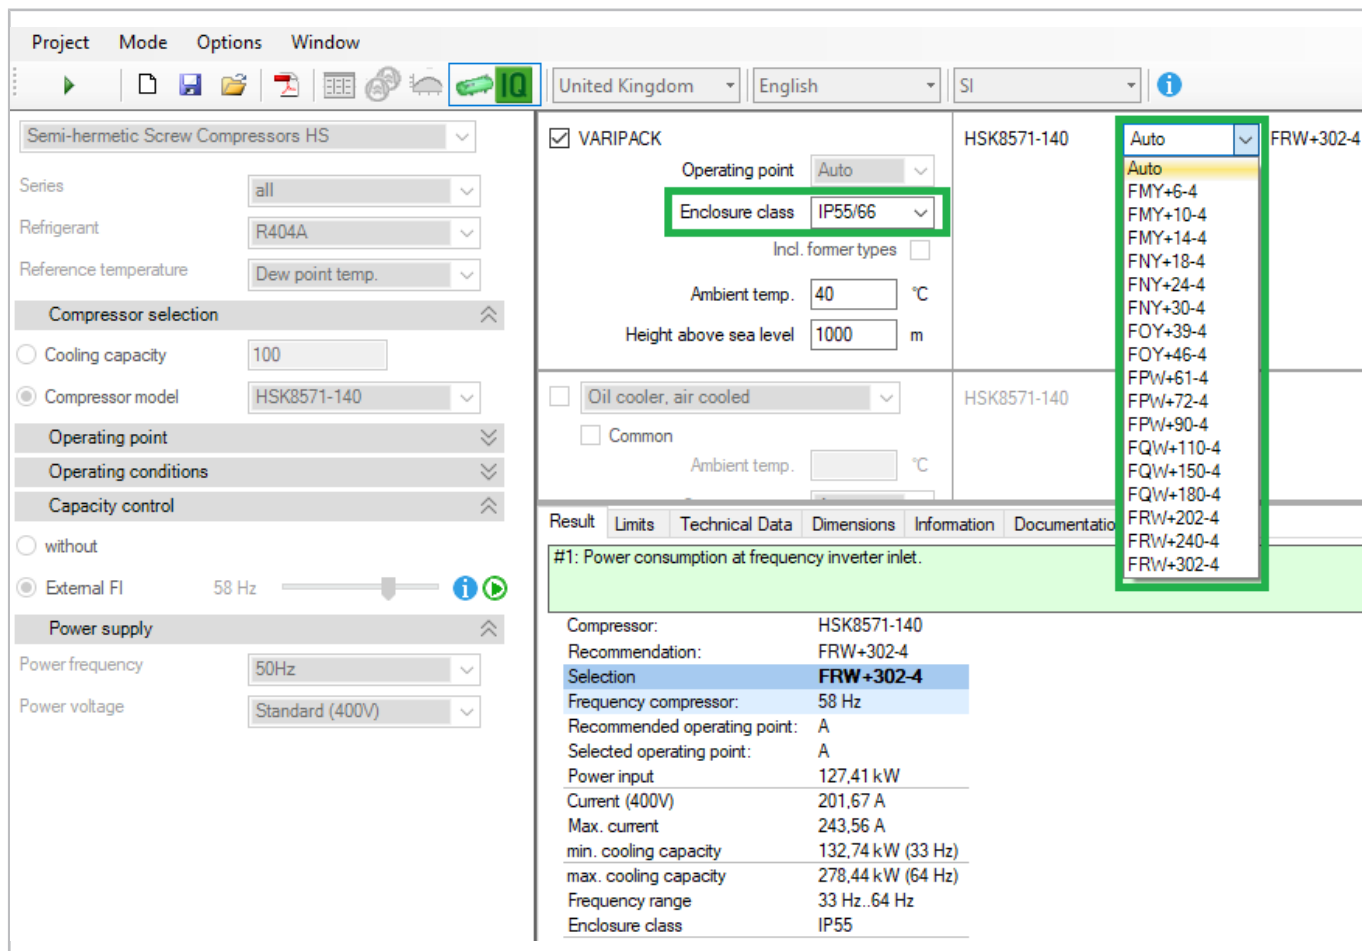 Project Mode Options Window
IQ United Kingdom English SI
Semi-hermetic Screw Compressors HS
Series all
Refrigerant R404A
Reference temperature Dew point temp.
Compressor selection
Cooling capacity 100
Compressor model HSK8571-140
Operating point
Operating conditions
Capacity control
without
External FI 58 Hz
Power supply
Power frequency 50Hz
Power voltage Standard (400V)
VARIPACK HSK8571-140 Auto FRW+302-4
Operating point Auto
Enclosure class IP55/66
Incl. former types
Ambient temp. 40 °C
Height above sea level 1000 m
Auto
FMY+6-4
FMY+10-4
FMY+14-4
FNY+18-4
FNY+24-4
FNY+30-4
FOY+39-4
FOY+46-4
FPW+61-4
FPW+72-4
FPW+90-4
FQW+110-4
FQW+150-4
FQW+180-4
FRW+202-4
FRW+240-4
FRW+302-4
Oil cooler, air cooled HSK8571-140
Common
Ambient temp. °C
Result Limits Technical Data Dimensions Information Documentatio
#1: Power consumption at frequency inverter inlet.
Compressor: HSK8571-140
Recommendation: FRW+302-4
Selection FRW+302-4
Frequency compressor: 58 Hz
Recommended operating point: A
Selected operating point: A
Power input 127,41 kW
Current (400V) 201,67 A
Max. current 243,56 A
min. cooling capacity 132,74 kW (33 Hz)
max. cooling capacity 278,44 kW (64 Hz)
Frequency range 33 Hz..64 Hz
Enclosure class IP55